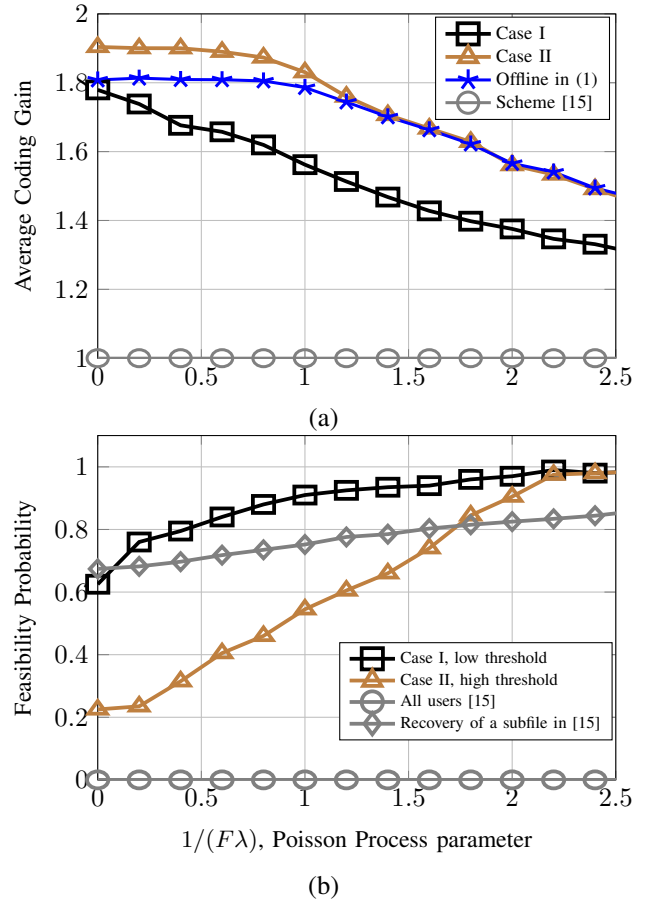 2
1.8
1.6
1.4
1.2
1
Average Coding Gain
Case I
Case II
Offline in (1)
Scheme [15]
0 0.5 1 1.5 2 2.5
(a)
1
0.8
0.6
0.4
0.2
0
Feasibility Probability
Case I, low threshold
Case II, high threshold
All users [15]
Recovery of a subfile in [15]
0 0.5 1 1.5 2 2.5
1/(Fλ), Poisson Process parameter
(b)